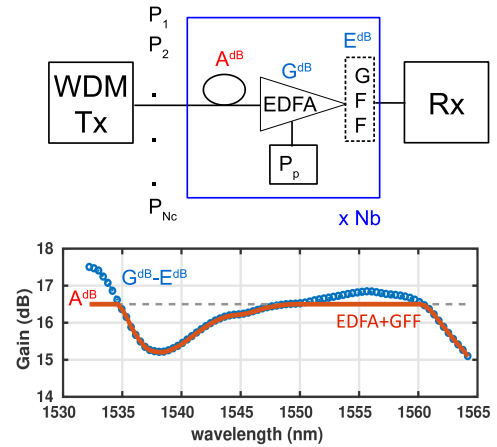 P1
P2
.
.
.
PNc
WDM
Tx
AdB
GdB
EDFA
Pp
EdB
G
F
F
Rx
x Nb
18
17
16
15
14
Gain (dB)
AdB
GdB-EdB
EDFA+GFF
1530 1535 1540 1545 1550 1555 1560 1565
wavelength (nm)